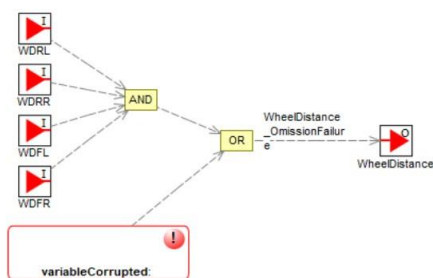 I
WDRL
I
WDRR
I
WDFL
I
WDFR
AND
OR
WheelDistance
_OmissionFailur
e
O
WheelDistance
!
variableCorrupted: